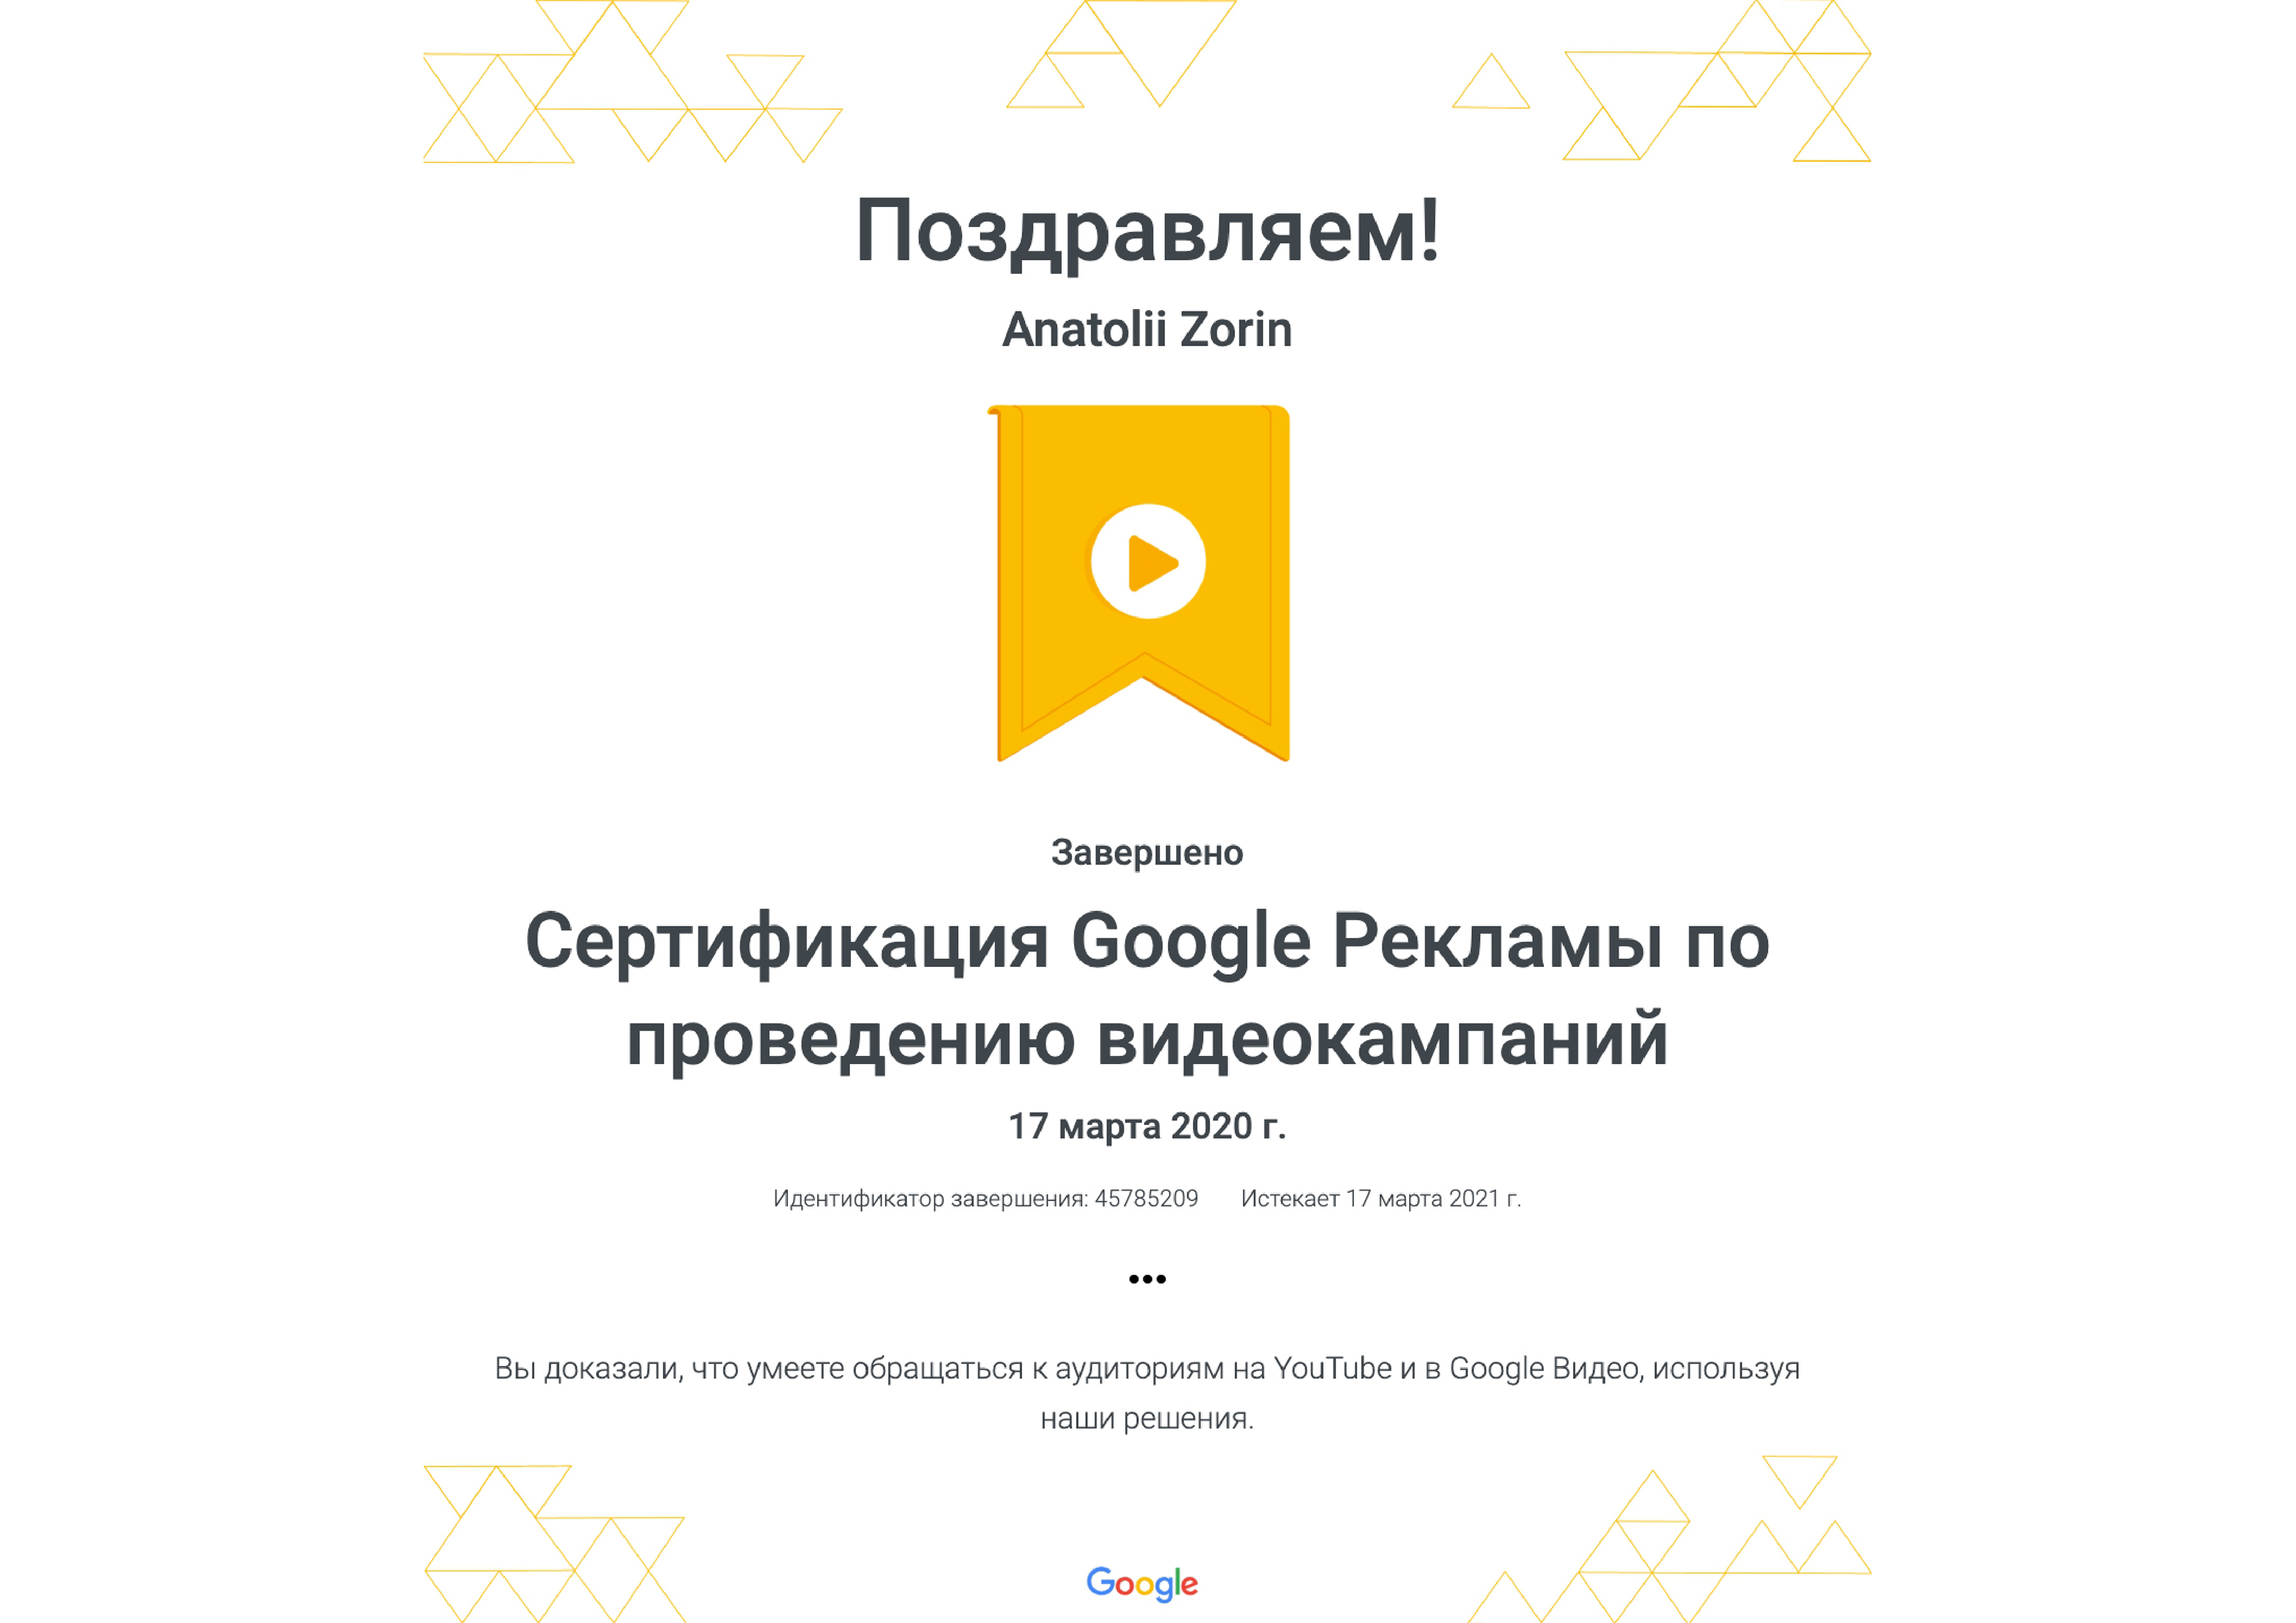 Поздравляем!
Anatolii Zorin
Завершено
Сертификация Google Рекламы по
проведению видеокампаний
17 марта 2020 г.
Идентификатор завершения: 45785209 Истекает 17 марта 2021 г.
•••
Вы доказали, что умеете обращаться к аудиториям на YouTube и в Google Видео, используя
наши решения.
Google